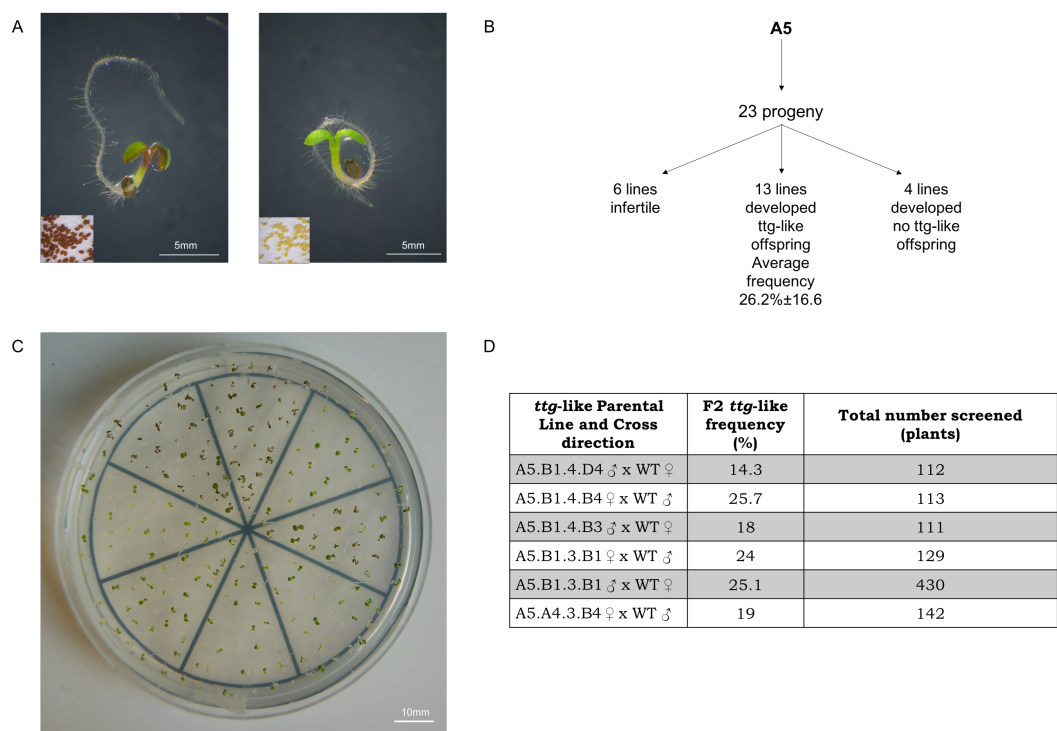 A
5mm
5mm
B
A5
23 progeny
6 lines
infertile
13 lines
developed
ttg-like
offspring
Average
frequency
26.2%±16.6
4 lines
developed
no ttg-like
offspring
C
10mm
D
ttg-like Parental
Line and Cross
direction
F2 ttg-like
frequency
(%)
Total number screened
(plants)
A5.B1.4.D4 ♂ x WT ♀ 14.3 112
A5.B1.4.B4 ♀ x WT ♂ 25.7 113
A5.B1.4.B3 ♂ x WT ♀ 18 111
A5.B1.3.B1 ♀ x WT ♂ 24 129
A5.B1.3.B1 ♂ x WT ♀ 25.1 430
A5.A4.3.B4 ♀ x WT ♂ 19 142